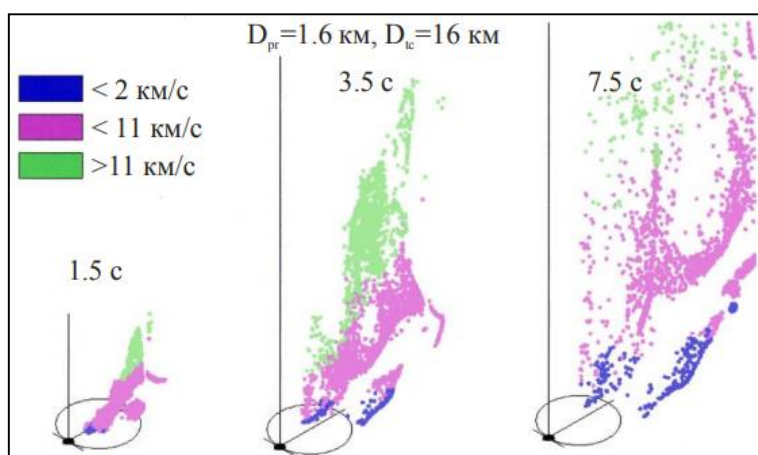 D_pr=1.6 км, D_tc=16 км
< 2 км/с
< 11 км/с
>11 км/с
1.5 с
3.5 с
7.5 с